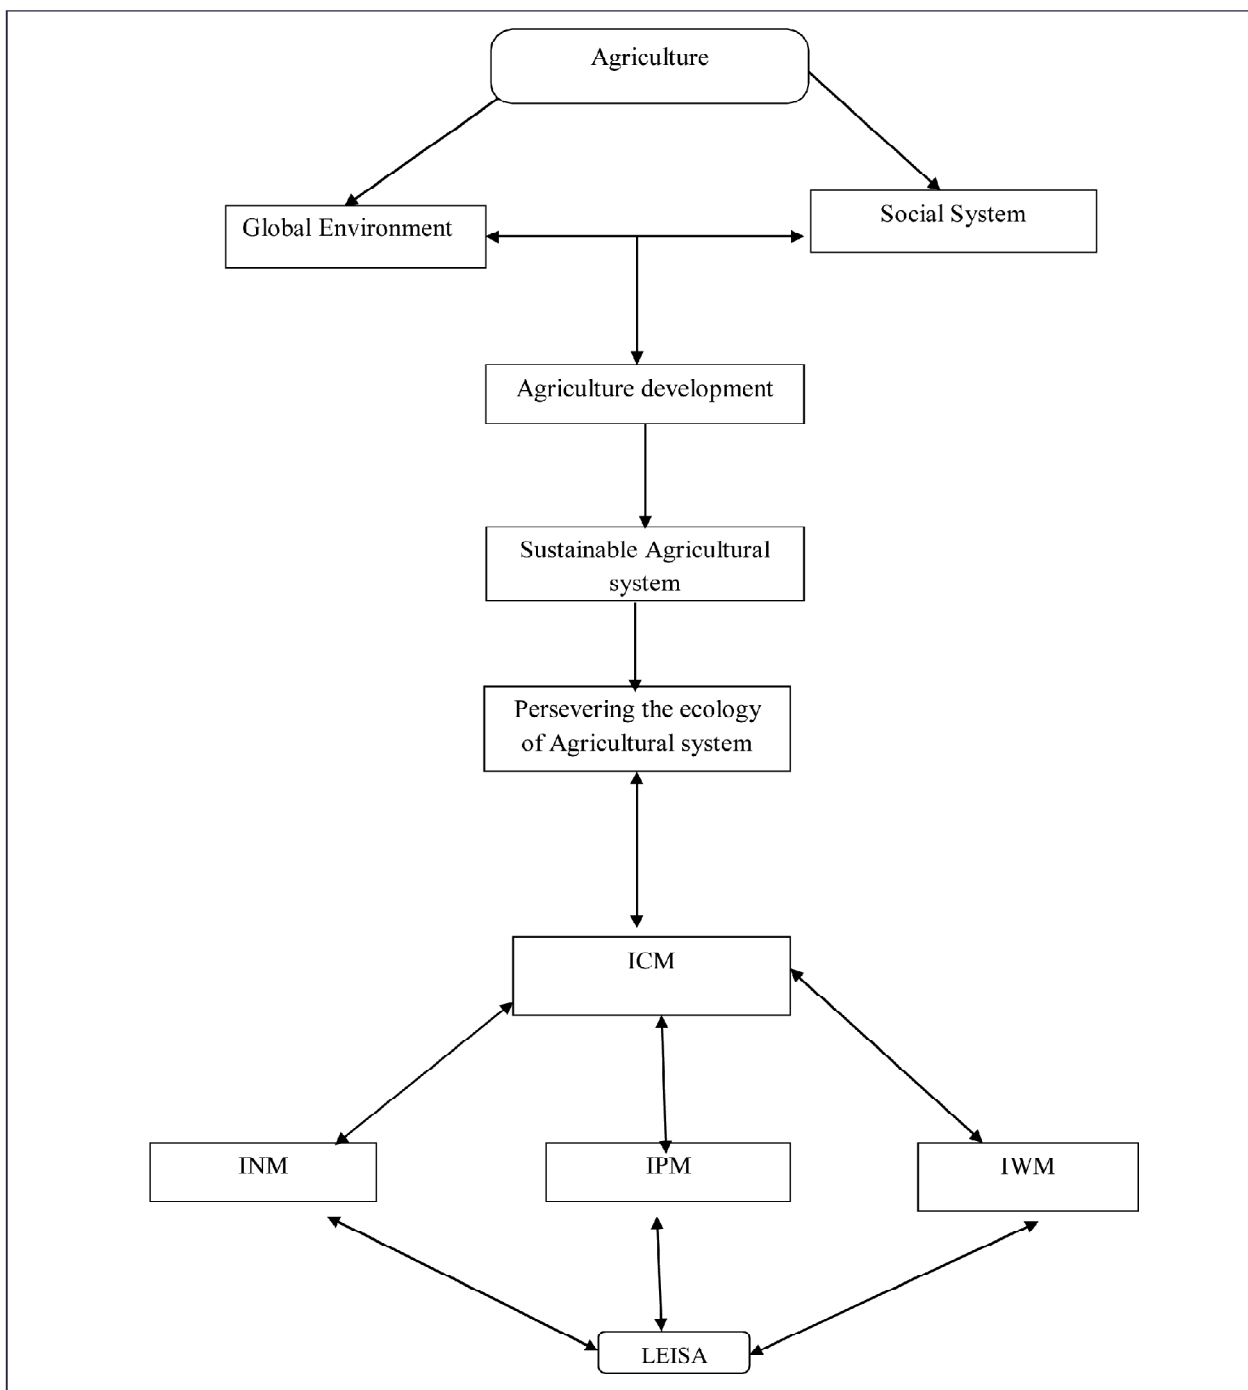 Agriculture
Global Environment
Social System
Agriculture development
Sustainable Agricultural
system
Persevering the ecology
of Agricultural system
ICM
INM
IPM
IWM
LEISA